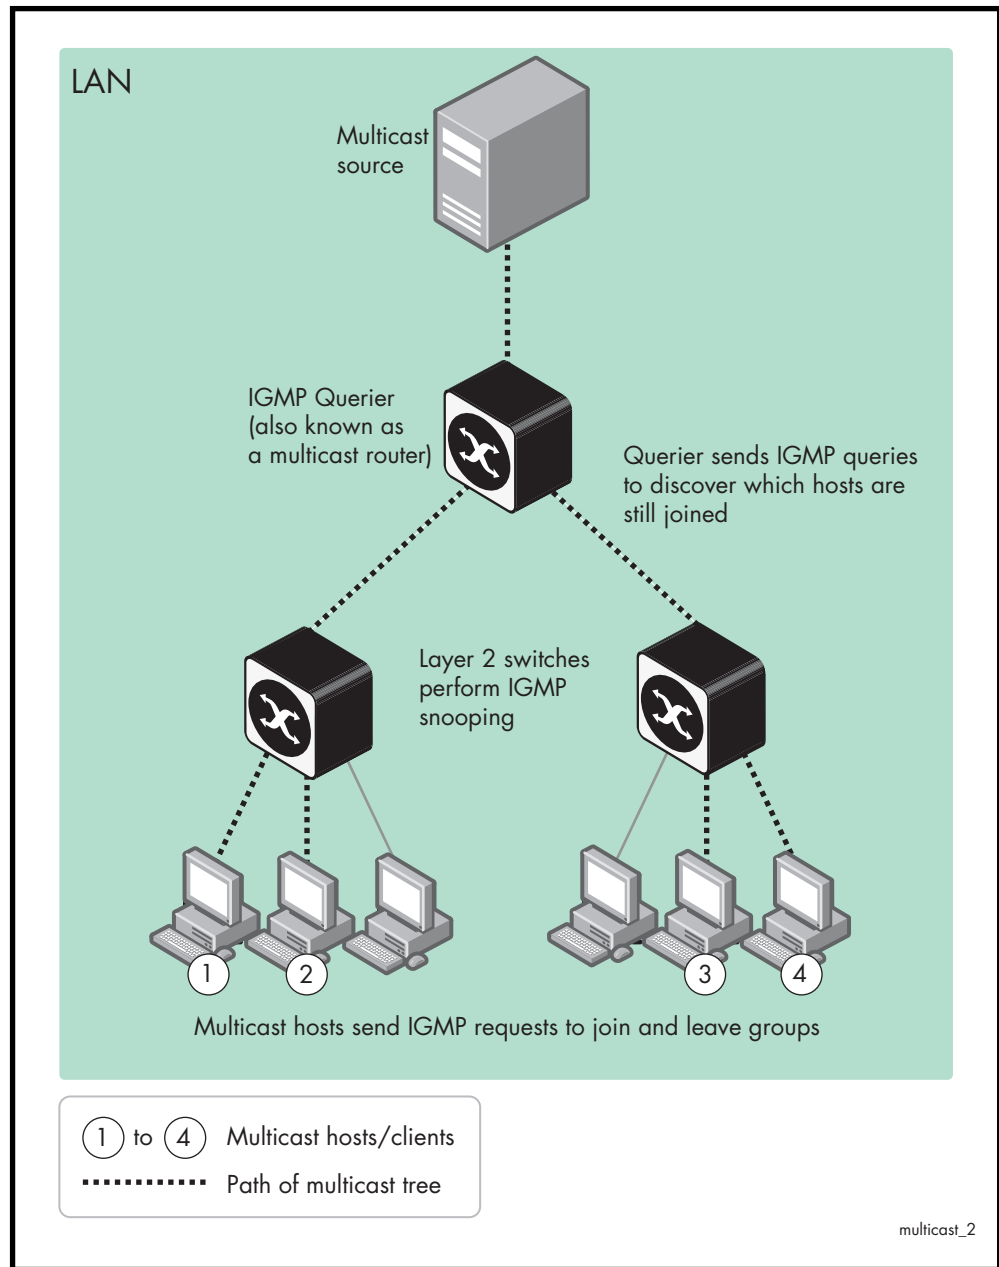 LAN
Multicast
source
IGMP Querier
(also known as
a multicast router)
Querier sends IGMP queries
to discover which hosts are
still joined
Layer 2 switches
perform IGMP
snooping
1
2
3
4
Multicast hosts send IGMP requests to join and leave groups
1 to 4 Multicast hosts/clients
Path of multicast tree
multicast_2